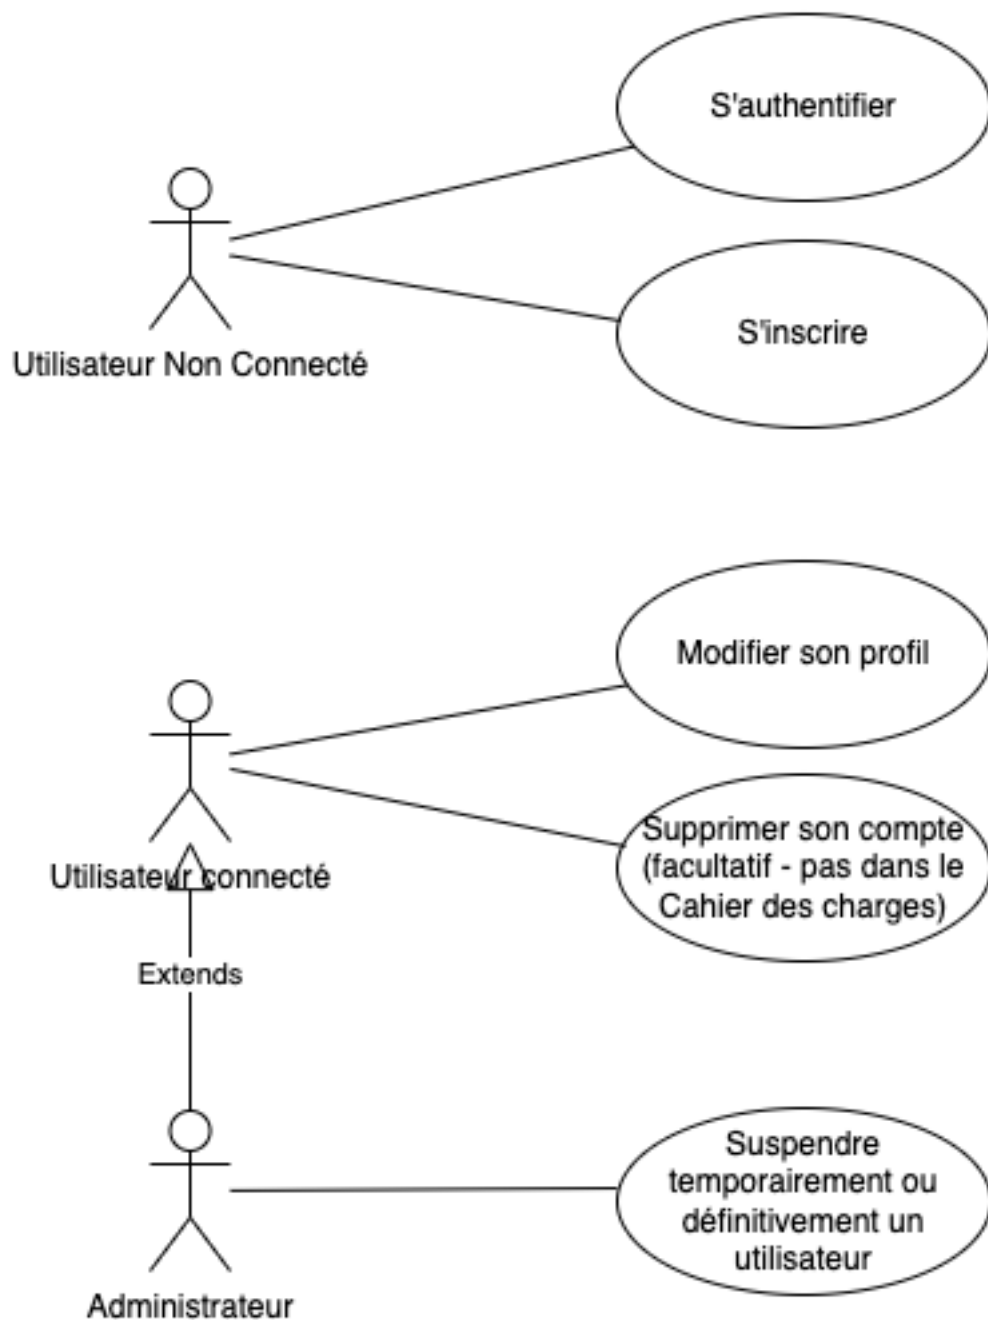 S'authentifier
S'inscrire
Utilisateur Non Connecté
Modifier son profil
Supprimer son compte
(facultatif - pas dans le
Cahier des charges)
Utilisateur connecté
Extends
Suspendre
temporairement ou
définitivement un
utilisateur
Administrateur